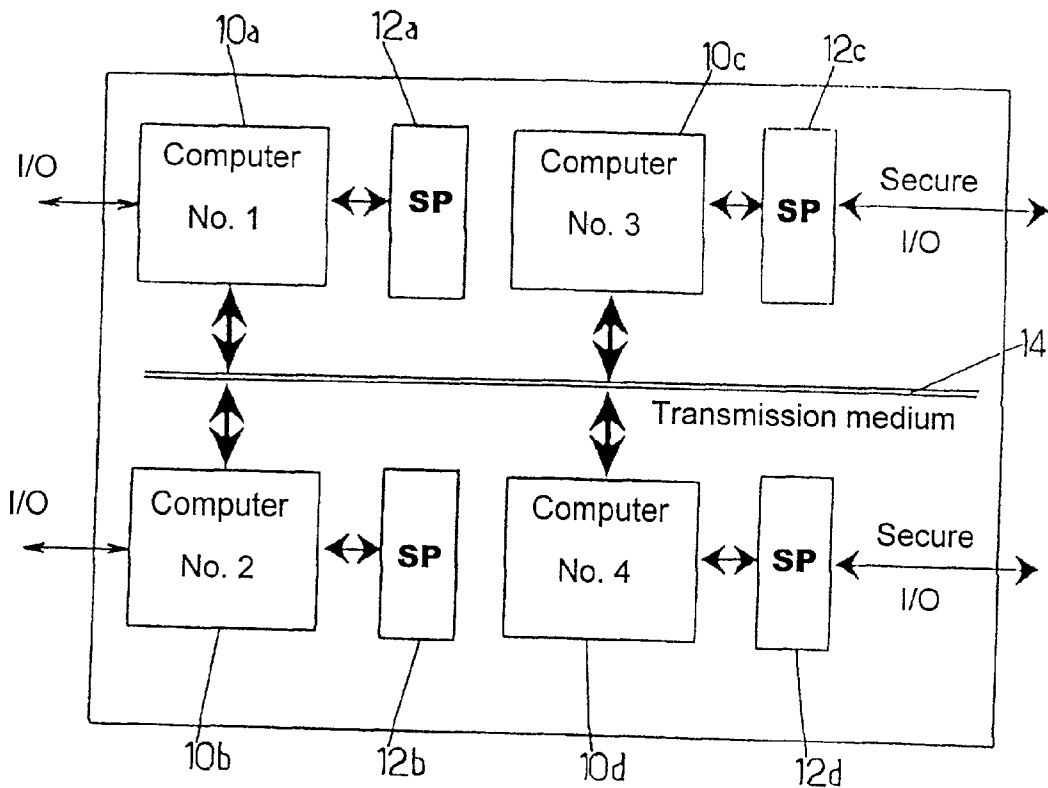 10a
12a
10c
12c
I/O
Computer
No. 1
SP
Computer
No. 3
SP
Secure
I/O
14
Transmission medium
I/O
Computer
No. 2
SP
Computer
No. 4
SP
Secure
I/O
10b
12b
10d
12d